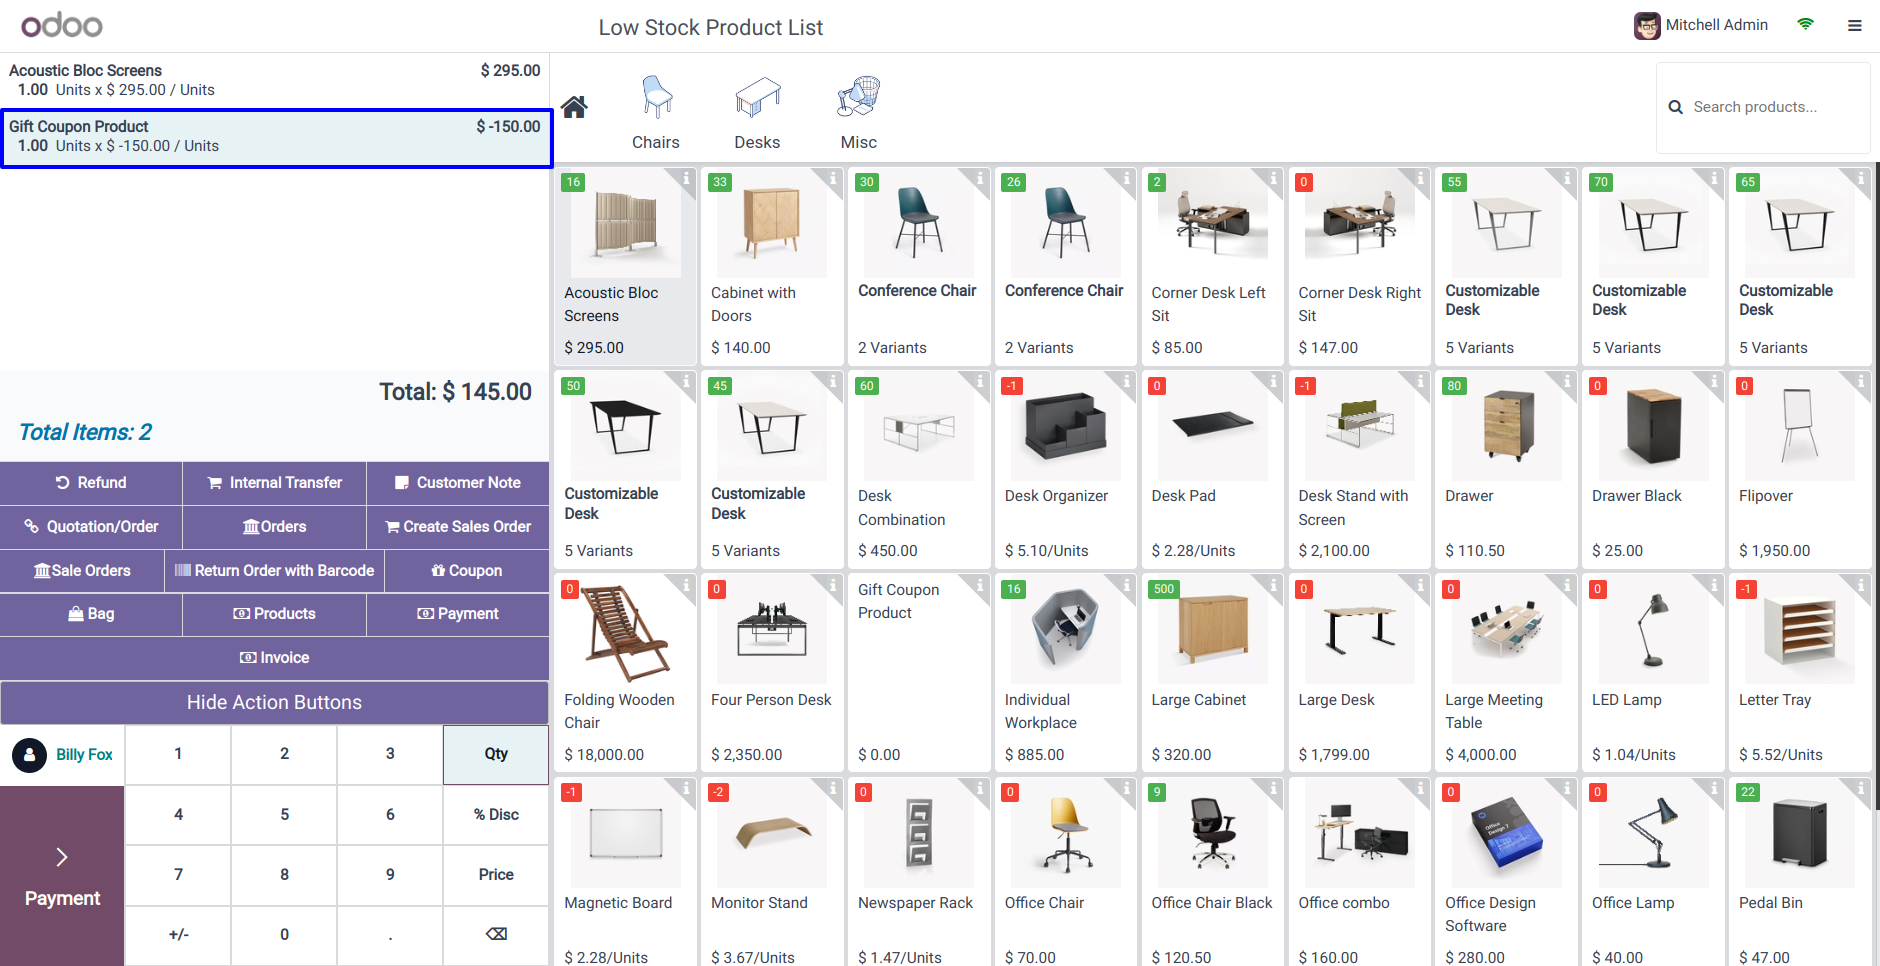 odoo
Low Stock Product List
Mitchell Admin
Acoustic Bloc Screens $ 295.00
1.00 Units x $ 295.00 / Units
Gift Coupon Product $ -150.00
1.00 Units x $ -150.00 / Units
Total: $ 145.00
Total Items: 2
Refund Internal Transfer Customer Note
Quotation/Order Orders Create Sales Order
Sale Orders Return Order with Barcode Coupon
Bag Products Payment
Invoice
Hide Action Buttons
Billy Fox 1 2 3 Qty
4 5 6 % Disc
7 8 9 Price
Payment
+/- 0 .
Chairs Desks Misc
Search products...
16 33 30 26 2 0 55 70 65
Acoustic Bloc Cabinet with Conference Chair Conference Chair Corner Desk Left Corner Desk Right Customizable Customizable Customizable
Screens Doors Sit Sit Desk Desk Desk
$ 295.00 $ 140.00 2 Variants 2 Variants $ 85.00 $ 147.00 5 Variants 5 Variants 5 Variants
50 45 60 -1 0 -1 80 0 0
Customizable Customizable Desk Desk Organizer Desk Pad Desk Stand with Drawer Drawer Black Flipover
Desk Desk Combination Screen
5 Variants 5 Variants $ 450.00 $ 5.10/Units $ 2.28/Units $ 2,100.00 $ 110.50 $ 25.00 $ 1,950.00
0 0 Gift Coupon 16 500 0 0 0 -1
Product
Folding Wooden Four Person Desk Individual Large Cabinet Large Desk Large Meeting LED Lamp Letter Tray
Chair Workplace Table
$ 18,000.00 $ 2,350.00 $ 0.00 $ 885.00 $ 320.00 $ 1,799.00 $ 4,000.00 $ 1.04/Units $ 5.52/Units
-1 -2 0 0 9 0 0 22
Office
Design 7
Magnetic Board Monitor Stand Newspaper Rack Office Chair Office Chair Black Office combo Office Design Office Lamp Pedal Bin
Software
$ 2.28/Units $ 3.67/Units $ 1.47/Units $ 70.00 $ 120.50 $ 160.00 $ 280.00 $ 40.00 $ 47.00